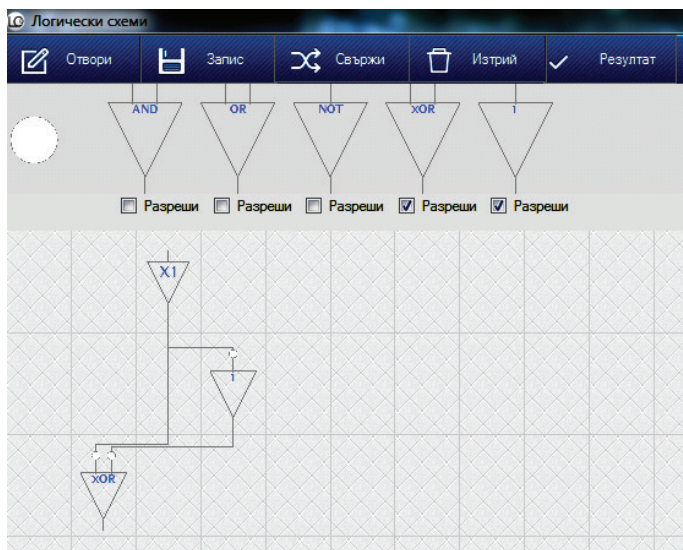 LC Логически схеми
Отвори Запис Свържи Изтрий Резултат
AND OR NOT xOR 1
Разреши Разреши Разреши Разреши Разреши
X1
1
xOR